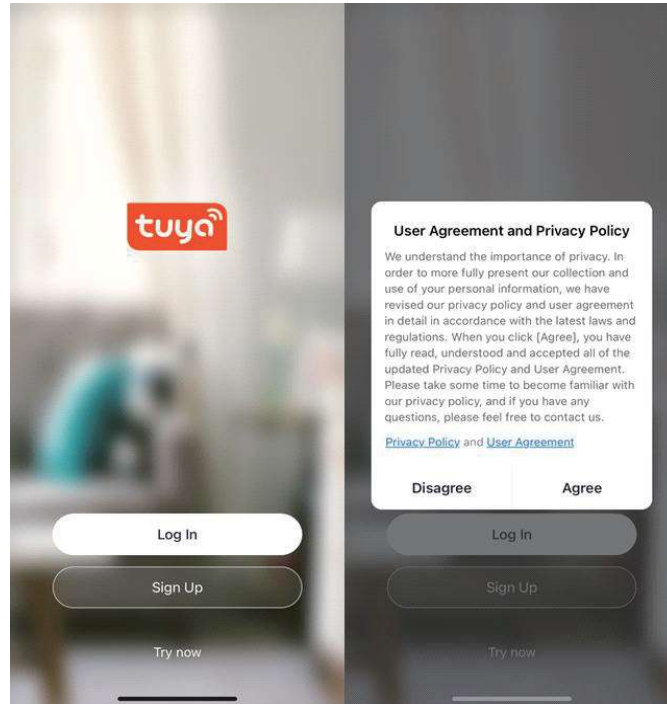 tuya
Log In
Sign Up
Try now
User Agreement and Privacy Policy
We understand the importance of privacy. In
order to more fully present our collection and
use of your personal information, we have
revised our privacy policy and user agreement
in detail in accordance with the latest laws and
regulations. When you click [Agree], you have
fully read, understood and accepted all of the
updated Privacy Policy and User Agreement.
Please take some time to become familiar with
our privacy policy, and if you have any
questions, please feel free to contact us.
Privacy Policy and User Agreement
Disagree Agree
Log In
Sign Up
Try now